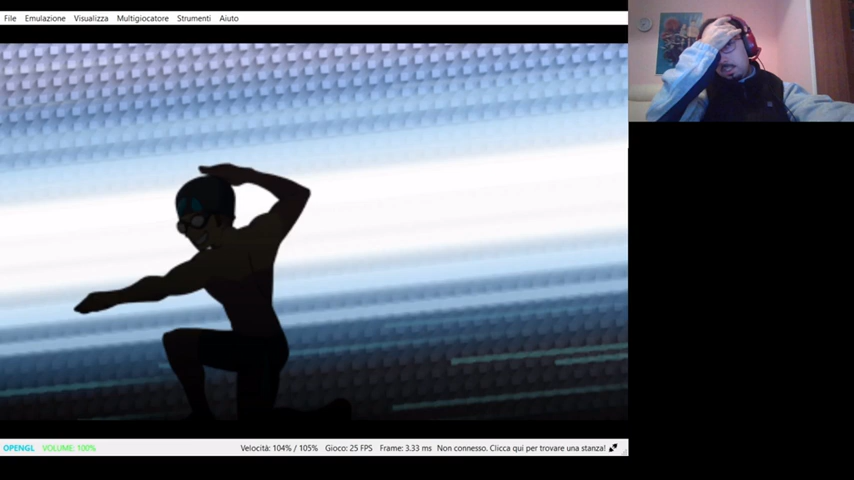 File Emulazione Visualizza Multigiocatore Strumenti Aiuto
OPENGL VOLUME: 100% Velocità: 104% / 105% Gioco: 25 FPS Frame: 3.33 ms Non connesso. Clicca qui per trovare una stanza!